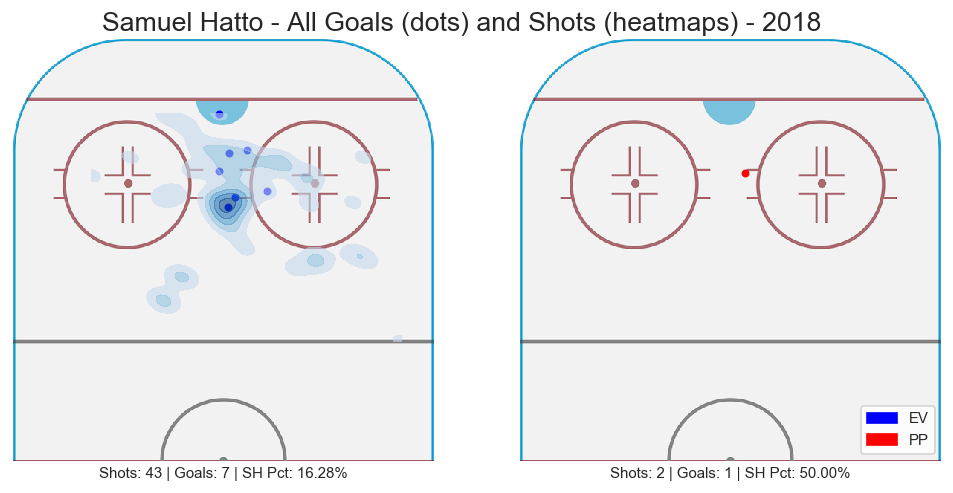 Samuel Hatto - All Goals (dots) and Shots (heatmaps) - 2018
EV
PP
Shots: 43 | Goals: 7 | SH Pct: 16.28%
Shots: 2 | Goals: 1 | SH Pct: 50.00%